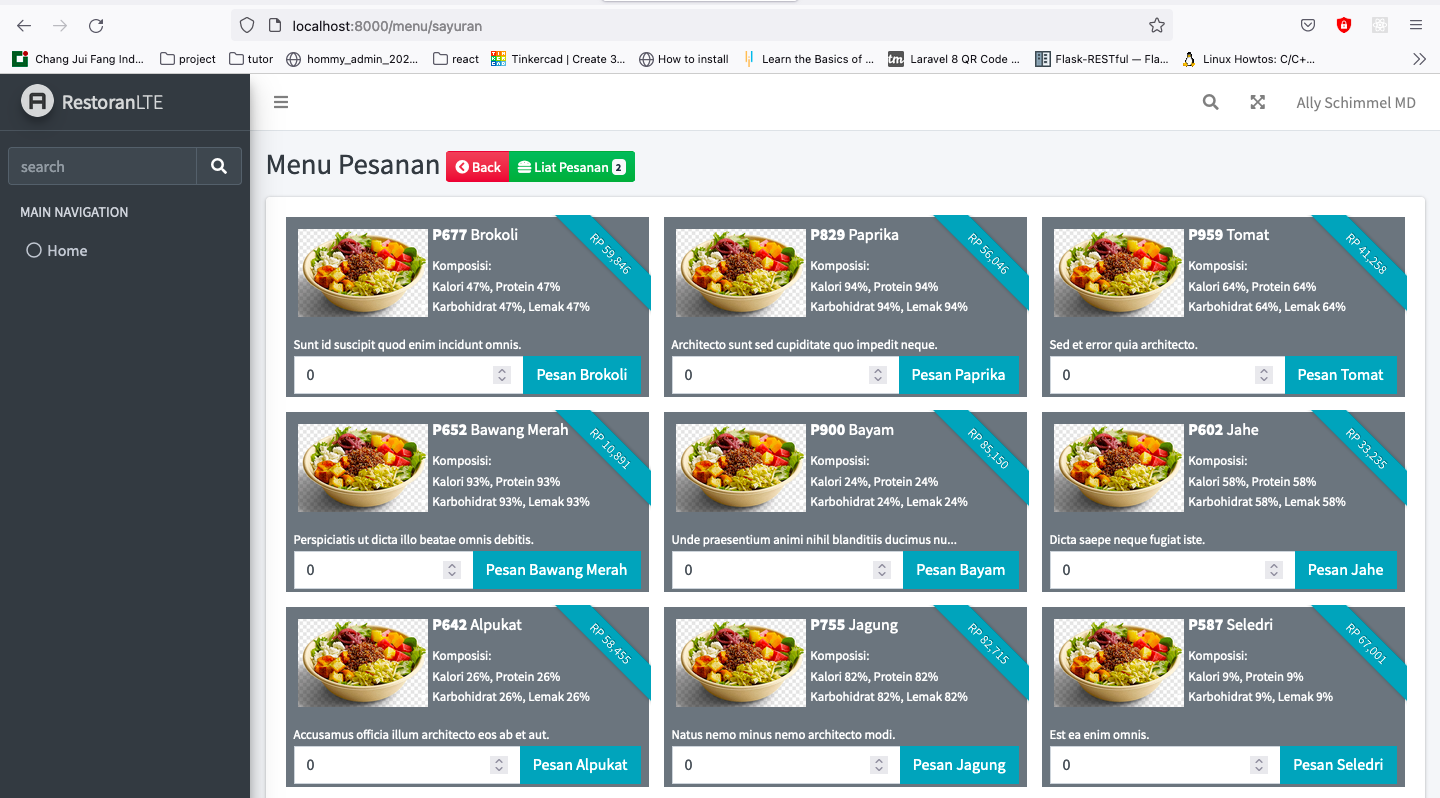 localhost:8000/menu/sayuran
Chang Jui Fang Ind... project tutor hommy_admin_202... react Tinkercad | Create 3... How to install Learn the Basics of ... tm Laravel 8 QR Code ... Flask-RESTful — Fla... Linux Howtos: C/C+...
RestoranLTE
Ally Schimmel MD
search
MAIN NAVIGATION
Home
Menu Pesanan Back Liat Pesanan 2
P677 Brokoli
RP 59,846
Komposisi:
Kalori 47%, Protein 47%
Karbohidrat 47%, Lemak 47%
Sunt id suscipit quod enim incidunt omnis.
0 Pesan Brokoli
P829 Paprika
RP 56,046
Komposisi:
Kalori 94%, Protein 94%
Karbohidrat 94%, Lemak 94%
Architecto sunt sed cupiditate quo impedit neque.
0 Pesan Paprika
P959 Tomat
RP 41,258
Komposisi:
Kalori 64%, Protein 64%
Karbohidrat 64%, Lemak 64%
Sed et error quia architecto.
0 Pesan Tomat
P652 Bawang Merah
RP 10,891
Komposisi:
Kalori 93%, Protein 93%
Karbohidrat 93%, Lemak 93%
Perspiciatis ut dicta illo beatae omnis debitis.
0 Pesan Bawang Merah
P900 Bayam
RP 85,150
Komposisi:
Kalori 24%, Protein 24%
Karbohidrat 24%, Lemak 24%
Unde praesentium animi nihil blanditiis ducimus nu...
0 Pesan Bayam
P602 Jahe
RP 33,235
Komposisi:
Kalori 58%, Protein 58%
Karbohidrat 58%, Lemak 58%
Dicta saepe neque fugiat iste.
0 Pesan Jahe
P642 Alpukat
RP 58,455
Komposisi:
Kalori 26%, Protein 26%
Karbohidrat 26%, Lemak 26%
Accusamus officia illum architecto eos ab et aut.
0 Pesan Alpukat
P755 Jagung
RP 82,715
Komposisi:
Kalori 82%, Protein 82%
Karbohidrat 82%, Lemak 82%
Natus nemo minus nemo architecto modi.
0 Pesan Jagung
P587 Seledri
RP 67,001
Komposisi:
Kalori 9%, Protein 9%
Karbohidrat 9%, Lemak 9%
Est ea enim omnis.
0 Pesan Seledri